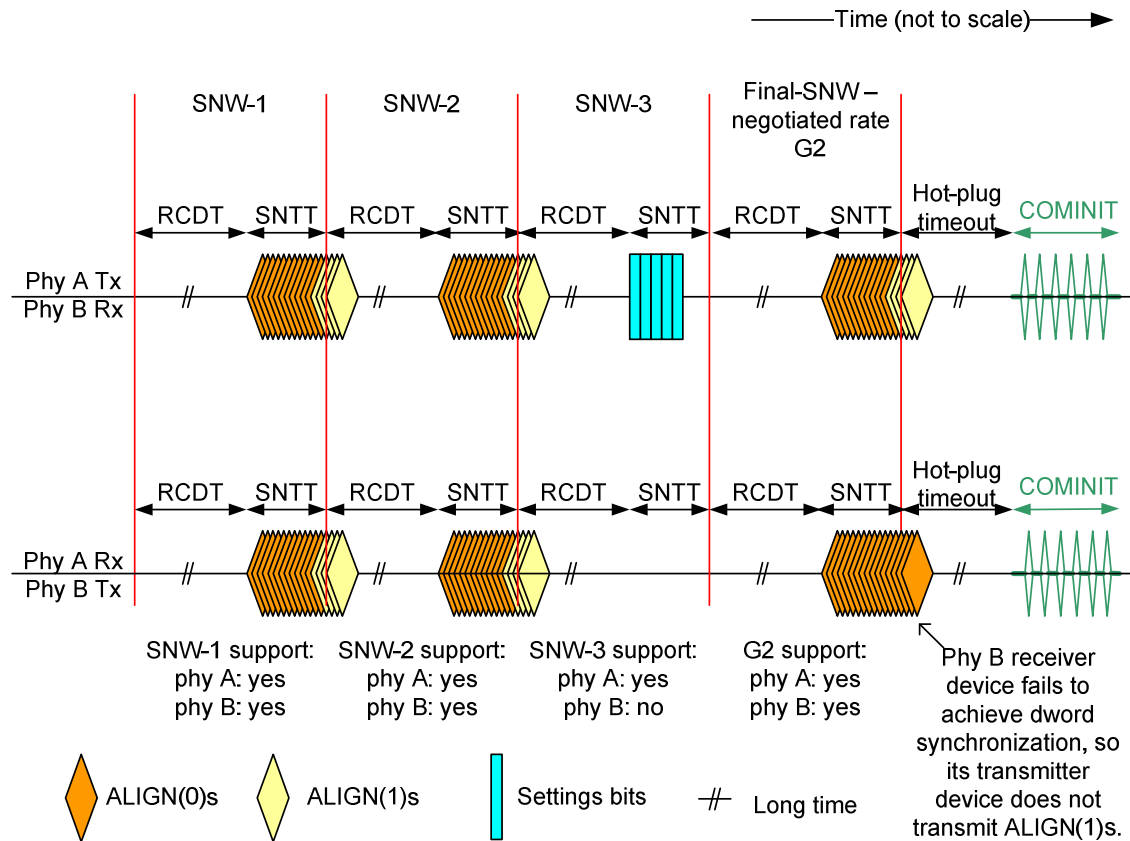 Time (not to scale)
SNW-1
SNW-2
SNW-3
Final-SNW –
negotiated rate
G2
RCDT
SNTT
RCDT
SNTT
RCDT
SNTT
RCDT
SNTT
Hot-plug
timeout
COMINIT
Phy A Tx
Phy B Rx
RCDT
SNTT
RCDT
SNTT
RCDT
SNTT
RCDT
SNTT
Hot-plug
timeout
COMINIT
Phy A Rx
Phy B Tx
SNW-1 support:
phy A: yes
phy B: yes
SNW-2 support:
phy A: yes
phy B: yes
SNW-3 support:
phy A: yes
phy B: no
G2 support:
phy A: yes
phy B: yes
Phy B receiver
device fails to
achieve dword
synchronization, so
its transmitter
device does not
transmit ALIGN(1)s.
ALIGN(0)s
ALIGN(1)s
Settings bits
Long time